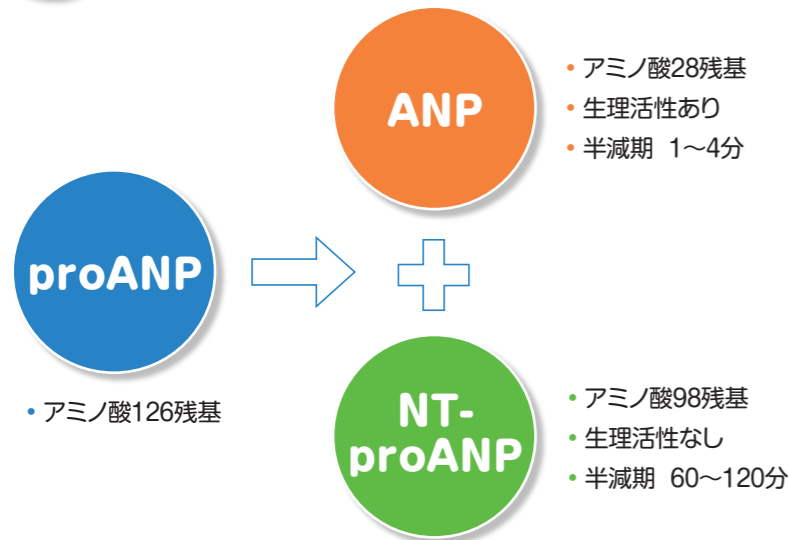 ANP
• アミノ酸28残基
• 生理活性あり
• 半減期 1〜4分
proANP
• アミノ酸126残基
NT-
proANP
• アミノ酸98残基
• 生理活性なし
• 半減期 60〜120分